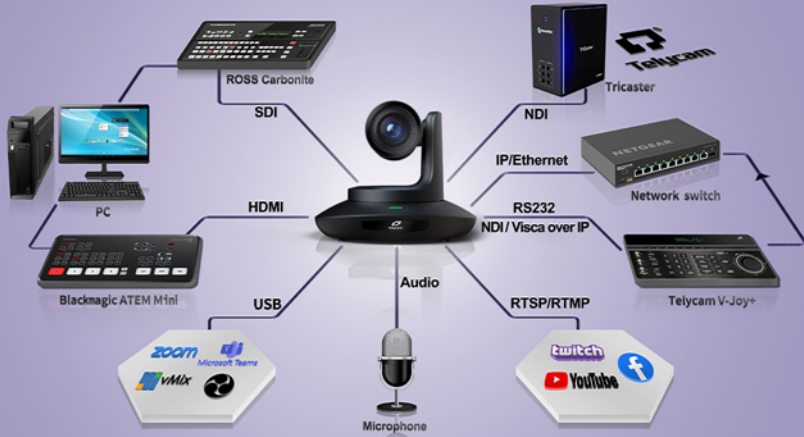 ROSS Carbonite
SDI
PC
HDMI
Blackmagic ATEM Mini
USB
zoom
Microsoft Teams
vMix
Audio
Microphone
TriCaster
Telycam
Tricaster
NDI
NETGEAR
IP/Ethernet
Network switch
RS232
NDI / Visca over IP
Telycam V-Joy+
RTSP/RTMP
twitch
YouTube